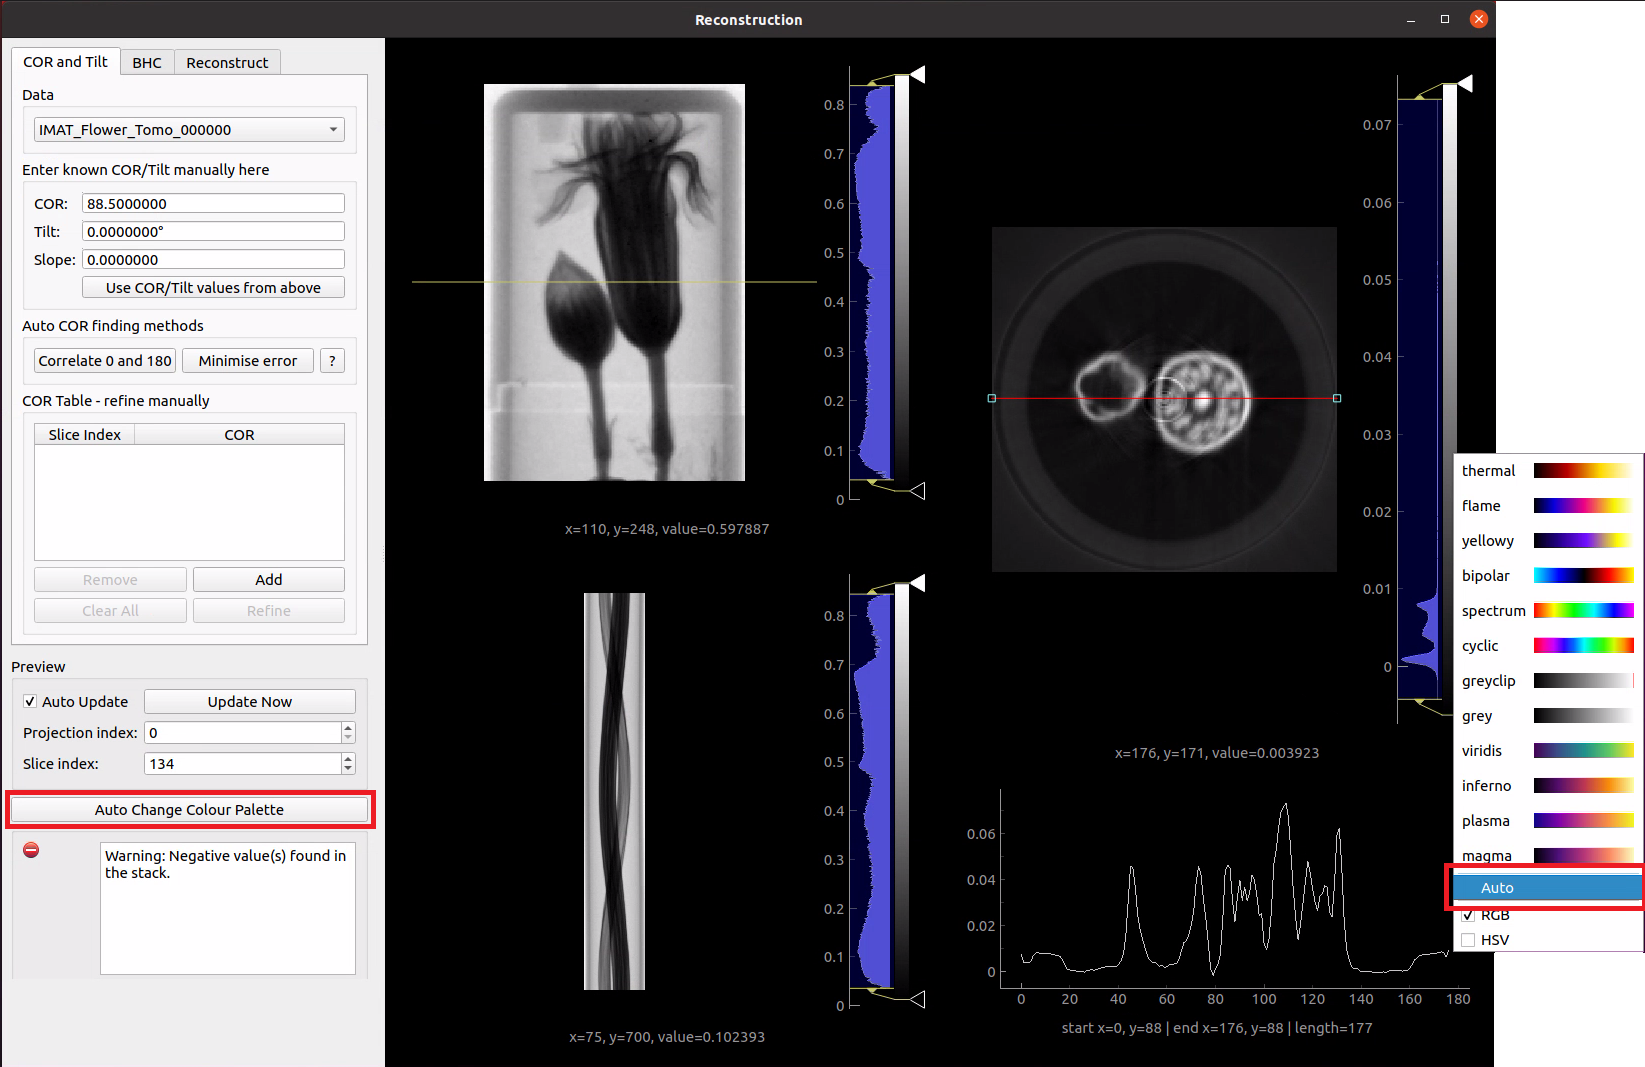 Reconstruction
COR and Tilt
BHC
Reconstruct
Data
IMAT_Flower_Tomo_000000
Enter known COR/Tilt manually here
COR: 88.5000000
Tilt: 0.0000000°
Slope: 0.0000000
Use COR/Tilt values from above
Auto COR finding methods
Correlate 0 and 180 Minimise error ?
COR Table - refine manually
Slice Index COR
Remove Add
Clear All Refine
Preview
Auto Update Update Now
Projection index: 0
Slice index: 134
Auto Change Colour Palette
Warning: Negative value(s) found in
the stack.
0.8
0.7
0.6
0.5
0.4
0.3
0.2
0.1
0
x=110, y=248, value=0.597887
0.8
0.7
0.6
0.5
0.4
0.3
0.2
0.1
0
x=75, y=700, value=0.102393
0.07
0.06
0.05
0.04
0.03
0.02
0.01
0
x=176, y=171, value=0.003923
0.06
0.04
0.02
0
0 20 40 60 80 100 120 140 160 180
start x=0, y=88 | end x=176, y=88 | length=177
thermal
flame
yellowy
bipolar
spectrum
cyclic
greyclip
grey
viridis
inferno
plasma
magma
Auto
RGB
HSV